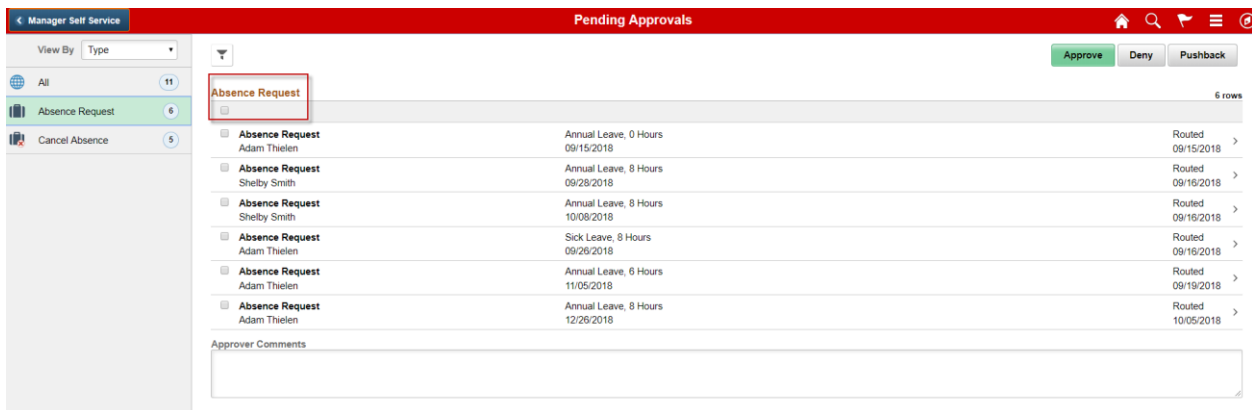 Manager Self Service
Pending Approvals
View By Type
All 11
Absence Request 6
Cancel Absence 5
Approve Deny Pushback
Absence Request
6 rows
Absence Request Annual Leave, 0 Hours Routed
Adam Thielen 09/15/2018 09/15/2018
Absence Request Annual Leave, 8 Hours Routed
Shelby Smith 09/28/2018 09/16/2018
Absence Request Annual Leave, 8 Hours Routed
Shelby Smith 10/08/2018 09/16/2018
Absence Request Sick Leave, 8 Hours Routed
Adam Thielen 09/26/2018 09/16/2018
Absence Request Annual Leave, 6 Hours Routed
Adam Thielen 11/05/2018 09/19/2018
Absence Request Annual Leave, 8 Hours Routed
Adam Thielen 12/26/2018 10/05/2018
Approver Comments